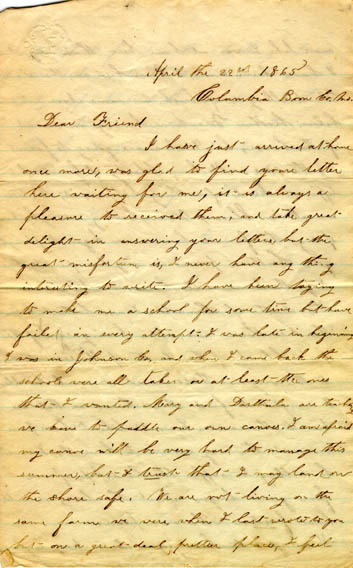 April the 22nd 1865
Columbia Boon Co, Mo.
Dear Friend
I have just arrived at home
once more, was glad to find youre letter
here waiting for me, it is always a
pleasure to received them, and take great
delight in answering your letters, but the
great misfortune is, I never have any thing
interesting to write. I have been trying
to make me a school for some time but have
failed in every attempt. I was late in begining
I was in Johnson Co, and when I came back the
schools were all taken or at least the ones
that I wanted. Mary and are
we have to paddle our own canoes. I am afraid
my canoe will be very hard to manage this
summer, but I trust that I may land on
the shore safe. We are not living on the
same farm we were, when I last wrote to you
but on a great deal prettier place, I feel